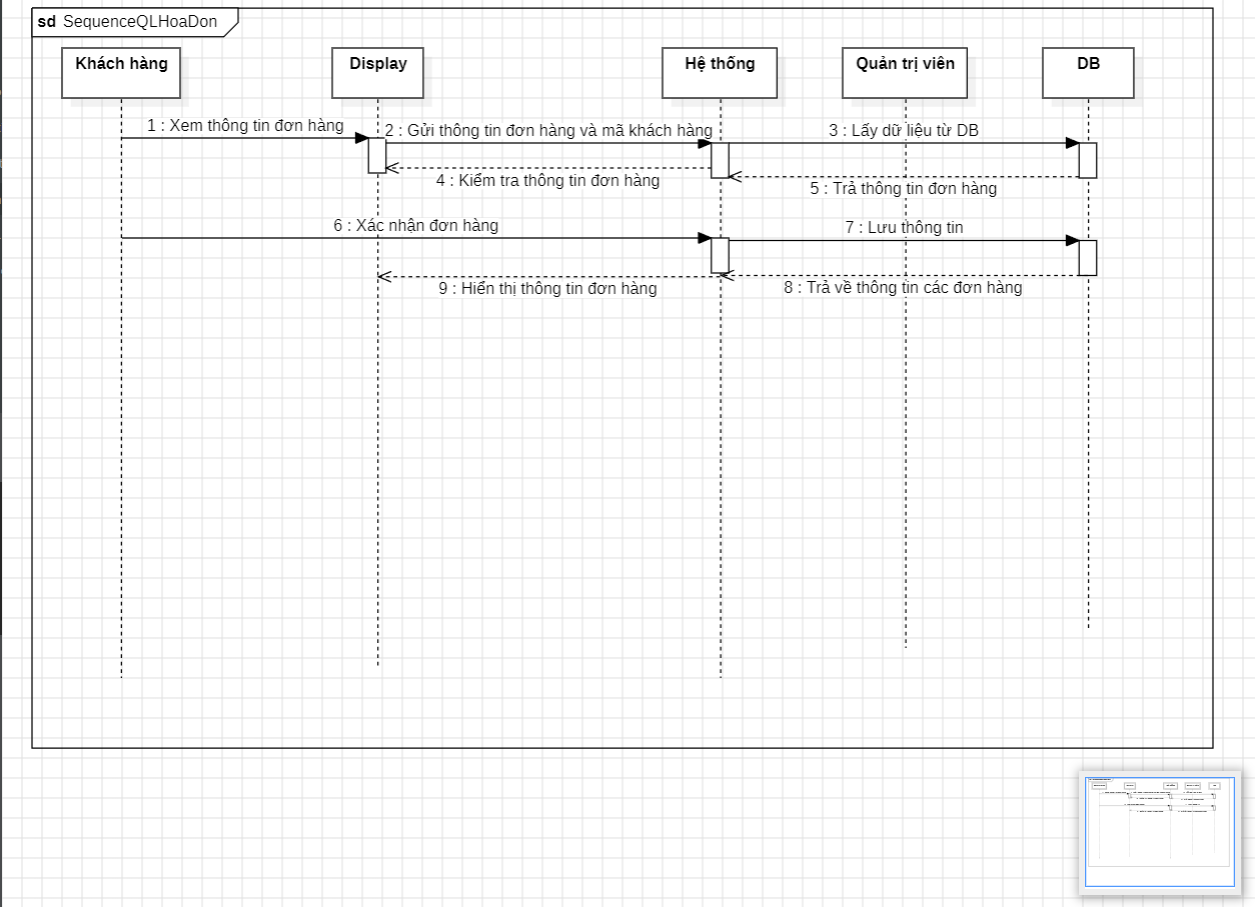 sd SequenceQLHoaDon
Khách hàng
Display
Hệ thống
Quản trị viên
DB
1 : Xem thông tin đơn hàng
2 : Gửi thông tin đơn hàng và mã khách hàng
3 : Lấy dữ liệu từ DB
4 : Kiểm tra thông tin đơn hàng
5 : Trả thông tin đơn hàng
6 : Xác nhận đơn hàng
7 : Lưu thông tin
8 : Trả về thông tin các đơn hàng
9 : Hiển thị thông tin đơn hàng